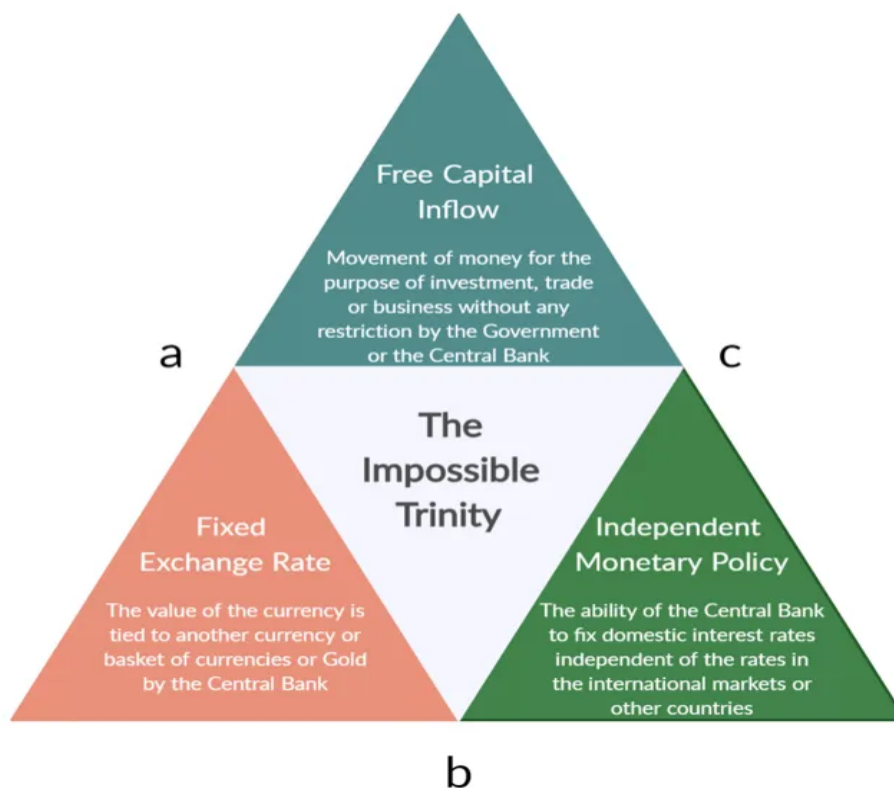 Free Capital
Inflow
Movement of money for the
purpose of investment, trade
or business without any
restriction by the Government
or the Central Bank
a
c
The
Impossible
Trinity
Fixed
Exchange Rate
The value of the currency is
tied to another currency or
basket of currencies or Gold
by the Central Bank
Independent
Monetary Policy
The ability of the Central Bank
to fix domestic interest rates
independent of the rates in
the international markets or
other countries
b